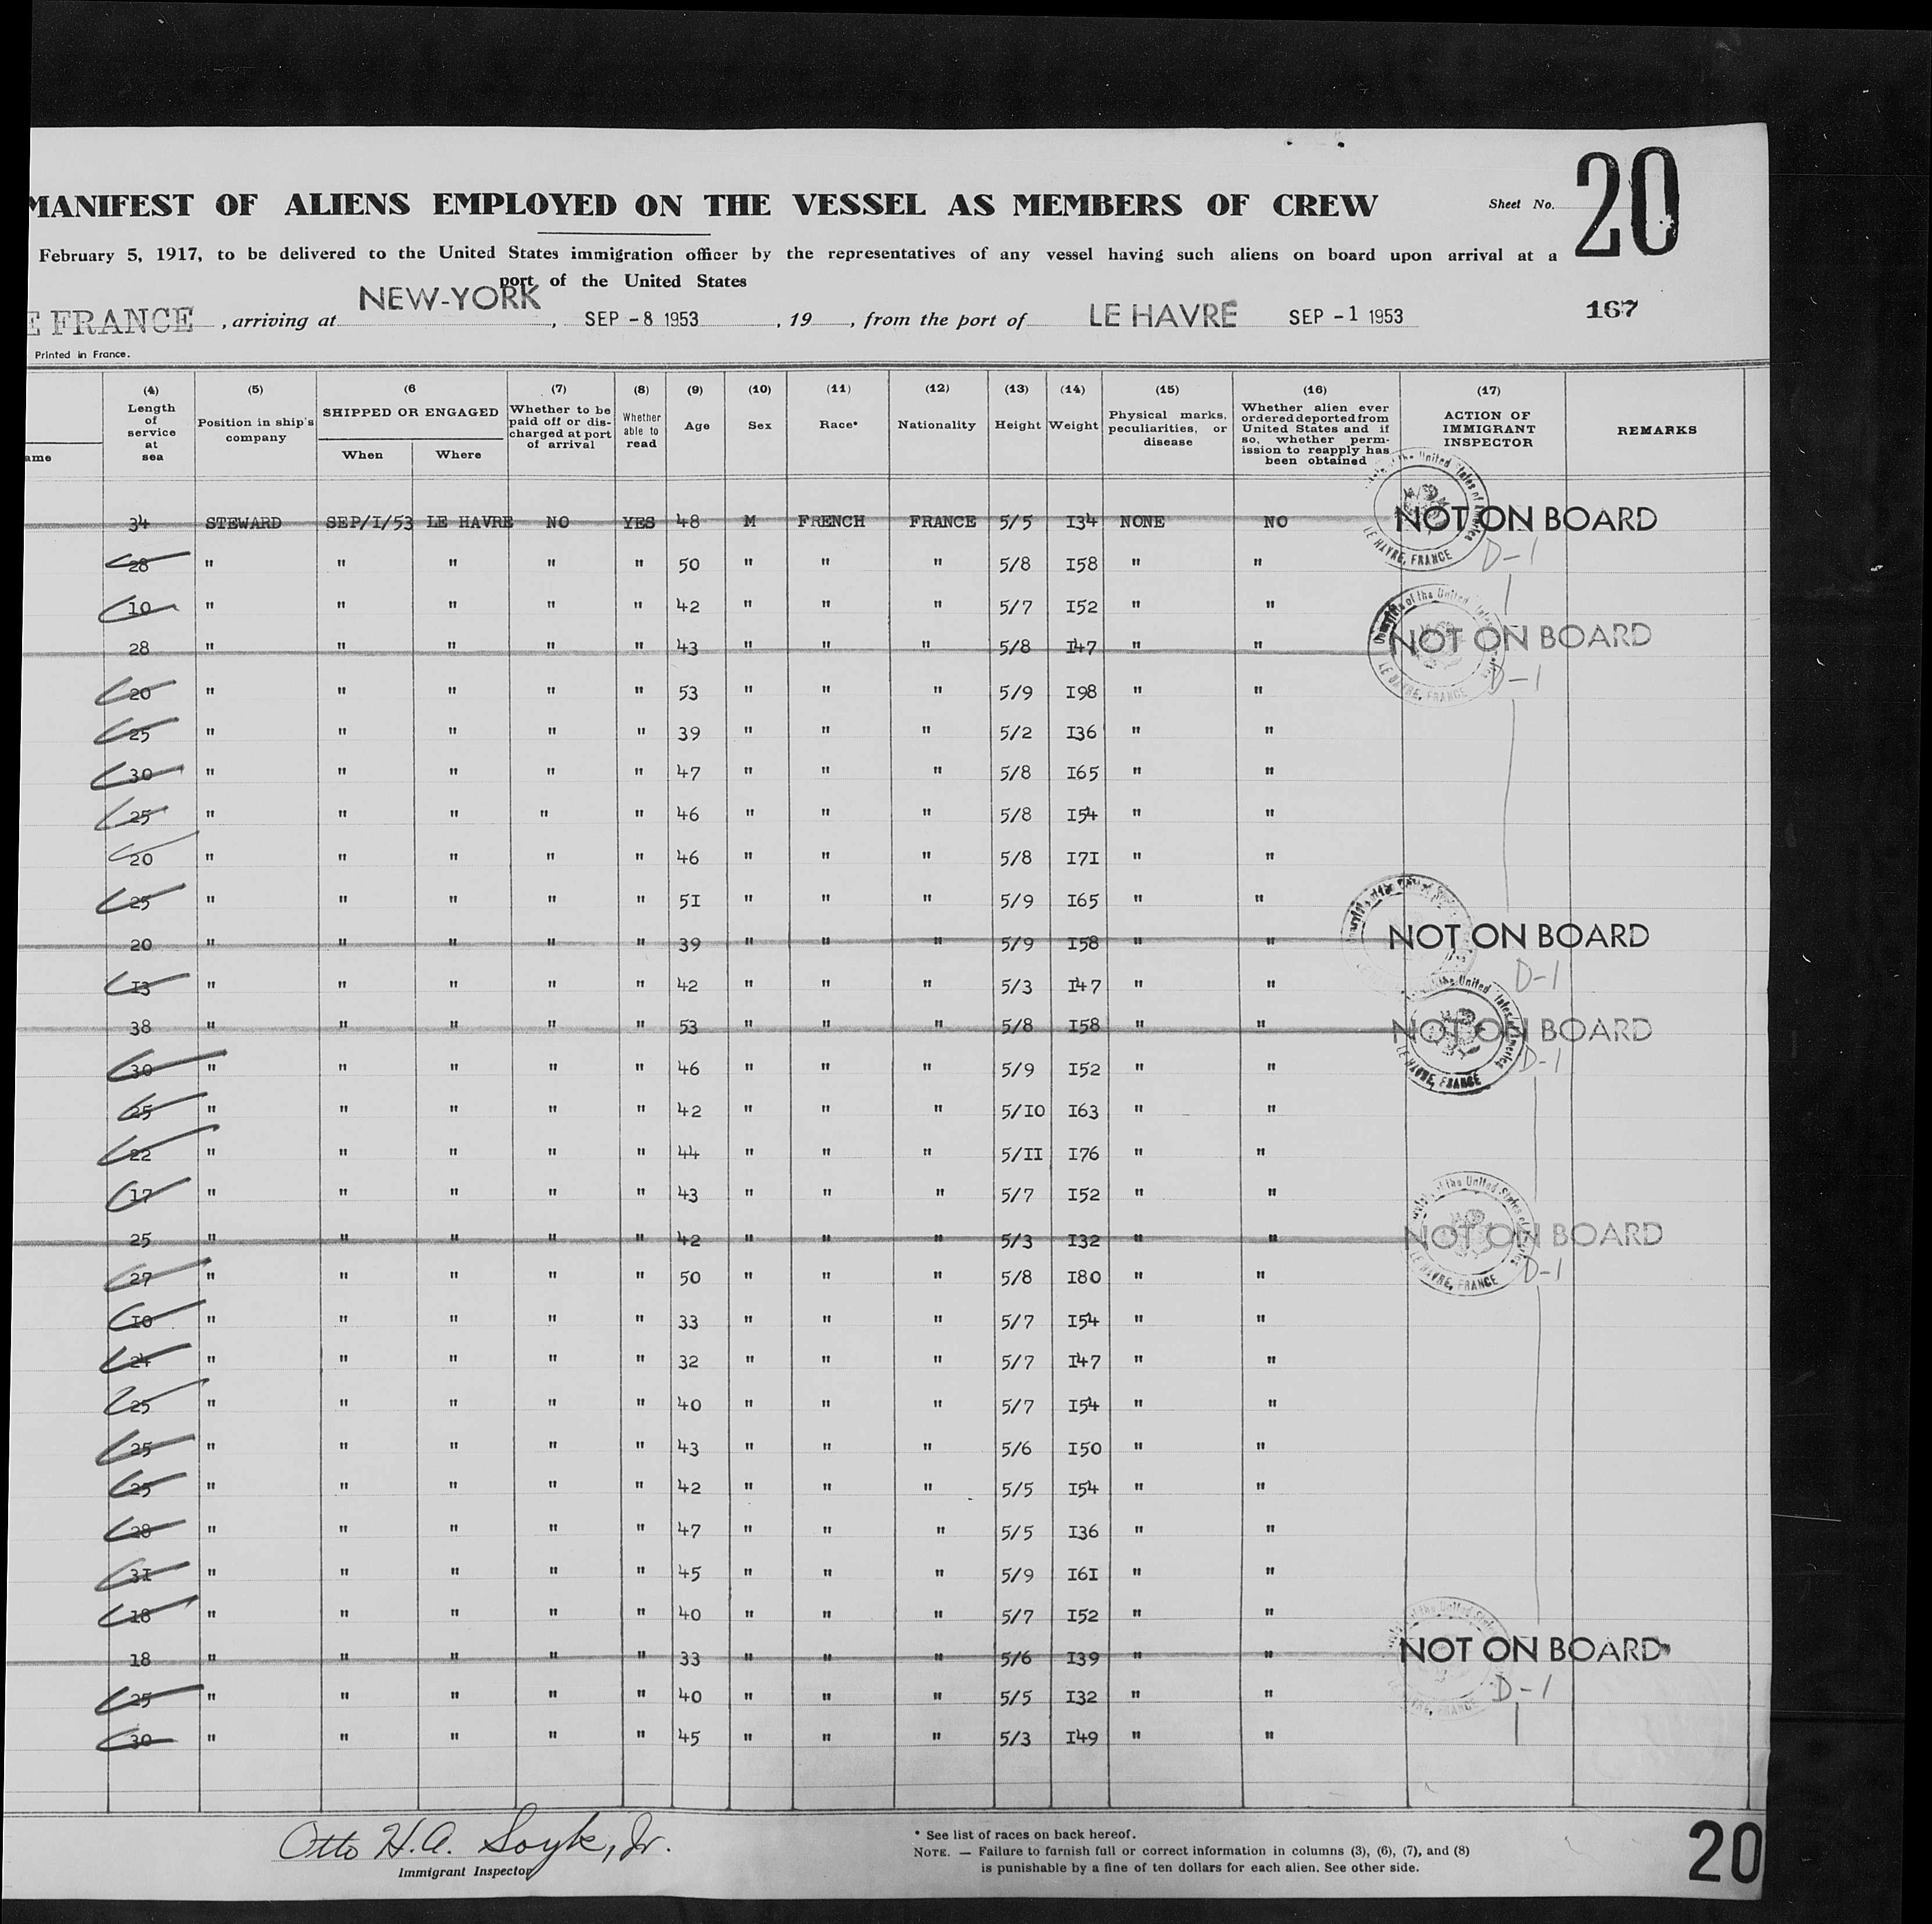 MANIFEST OF ALIENS EMPLOYED ON THE VESSEL AS MEMBERS OF CREW
Sheet No. 20
February 5, 1917, to be delivered to the United States immigration officer by the representatives of any vessel having such aliens on board upon arrival at a
port of the United States
E FRANCE , arriving at NEW-YORK , SEP - 8 1953 , 19 , from the port of LE HAVRE SEP - 1 1953
167
Printed in France.
ame
(4) Length of service at sea
(5) Position in ship's company
(6 SHIPPED OR ENGAGED When Where
(7) Whether to be paid off or discharged at port of arrival
(8) Whether able to read
(9) Age
(10) Sex
(11) Race*
(12) Nationality
(13) Height
(14) Weight
(15) Physical marks, peculiarities, or disease
(16) Whether alien ever ordered deported from United States and if so, whether permission to reapply has been obtained
(17) ACTION OF IMMIGRANT INSPECTOR
REMARKS
34 STEWARD SEP/I/53 LE HAVRE NO YES 48 M FRENCH FRANCE 5/5 I34 NONE NO NOT ON BOARD
28 " " " " " 50 " " " 5/8 I58 " " D-1
10 " " " " " 42 " " " 5/7 I52 " "
28 " " " " " 43 " " " 5/8 I47 " " NOT ON BOARD
20 " " " " " 53 " " " 5/9 I98 " " D-1
25 " " " " " 39 " " " 5/2 I36 " "
30 " " " " " 47 " " " 5/8 I65 " "
25 " " " " " 46 " " " 5/8 I54 " "
20 " " " " " 46 " " " 5/8 I7I " "
25 " " " " " 5I " " " 5/9 I65 " "
20 " " " " " 39 " " " 5/9 I58 " " NOT ON BOARD
I3 " " " " " 42 " " " 5/3 I47 " " D-1
38 " " " " " 53 " " " 5/8 I58 " " NOT ON BOARD
30 " " " " " 46 " " " 5/9 I52 " " D-1
25 " " " " " 42 " " " 5/IO I63 " "
22 " " " " " 44 " " " 5/II I76 " "
17 " " " " " 43 " " " 5/7 I52 " "
25 " " " " " 42 " " " 5/3 I32 " " NOT ON BOARD
27 " " " " " 50 " " " 5/8 I80 " " D-1
I0 " " " " " 33 " " " 5/7 I54 " "
24 " " " " " 32 " " " 5/7 I47 " "
25 " " " " " 40 " " " 5/7 I54 " "
25 " " " " " 43 " " " 5/6 I50 " "
25 " " " " " 42 " " " 5/5 I54 " "
28 " " " " " 47 " " " 5/5 I36 " "
3I " " " " " 45 " " " 5/9 I6I " "
18 " " " " " 40 " " " 5/7 I52 " "
18 " " " " " 33 " " " 5/6 I39 " " NOT ON BOARD
25 " " " " " 40 " " " 5/5 I32 " " D-1
30 " " " " " 45 " " " 5/3 I49 " "
Otto H.A. Soyk, Jr.
Immigrant Inspector
* See list of races on back hereof.
NOTE. — Failure to furnish full or correct information in columns (3), (6), (7), and (8)
is punishable by a fine of ten dollars for each alien. See other side.
20